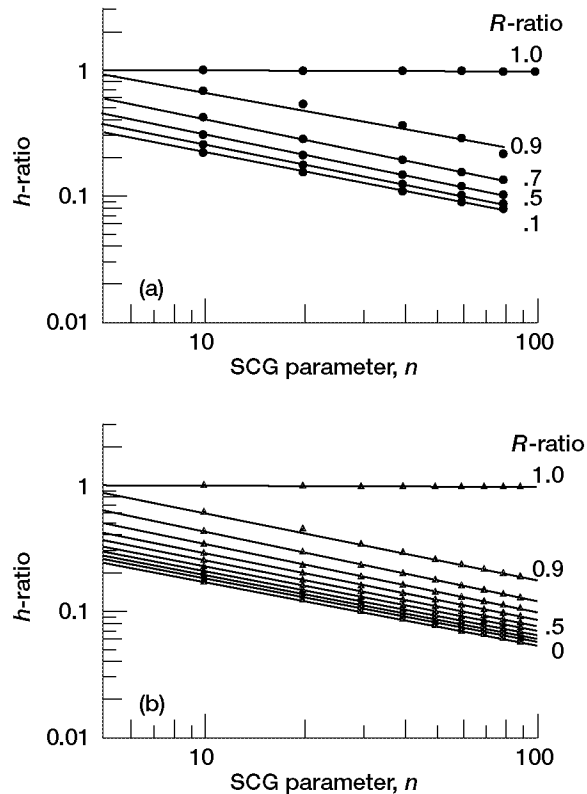 R-ratio
1.0
1
0.9
.7
.5
.1
0.1
h-ratio
(a)
0.01
10
100
SCG parameter, n
R-ratio
1.0
1
0.9
.5
0
0.1
h-ratio
(b)
0.01
10
100
SCG parameter, n